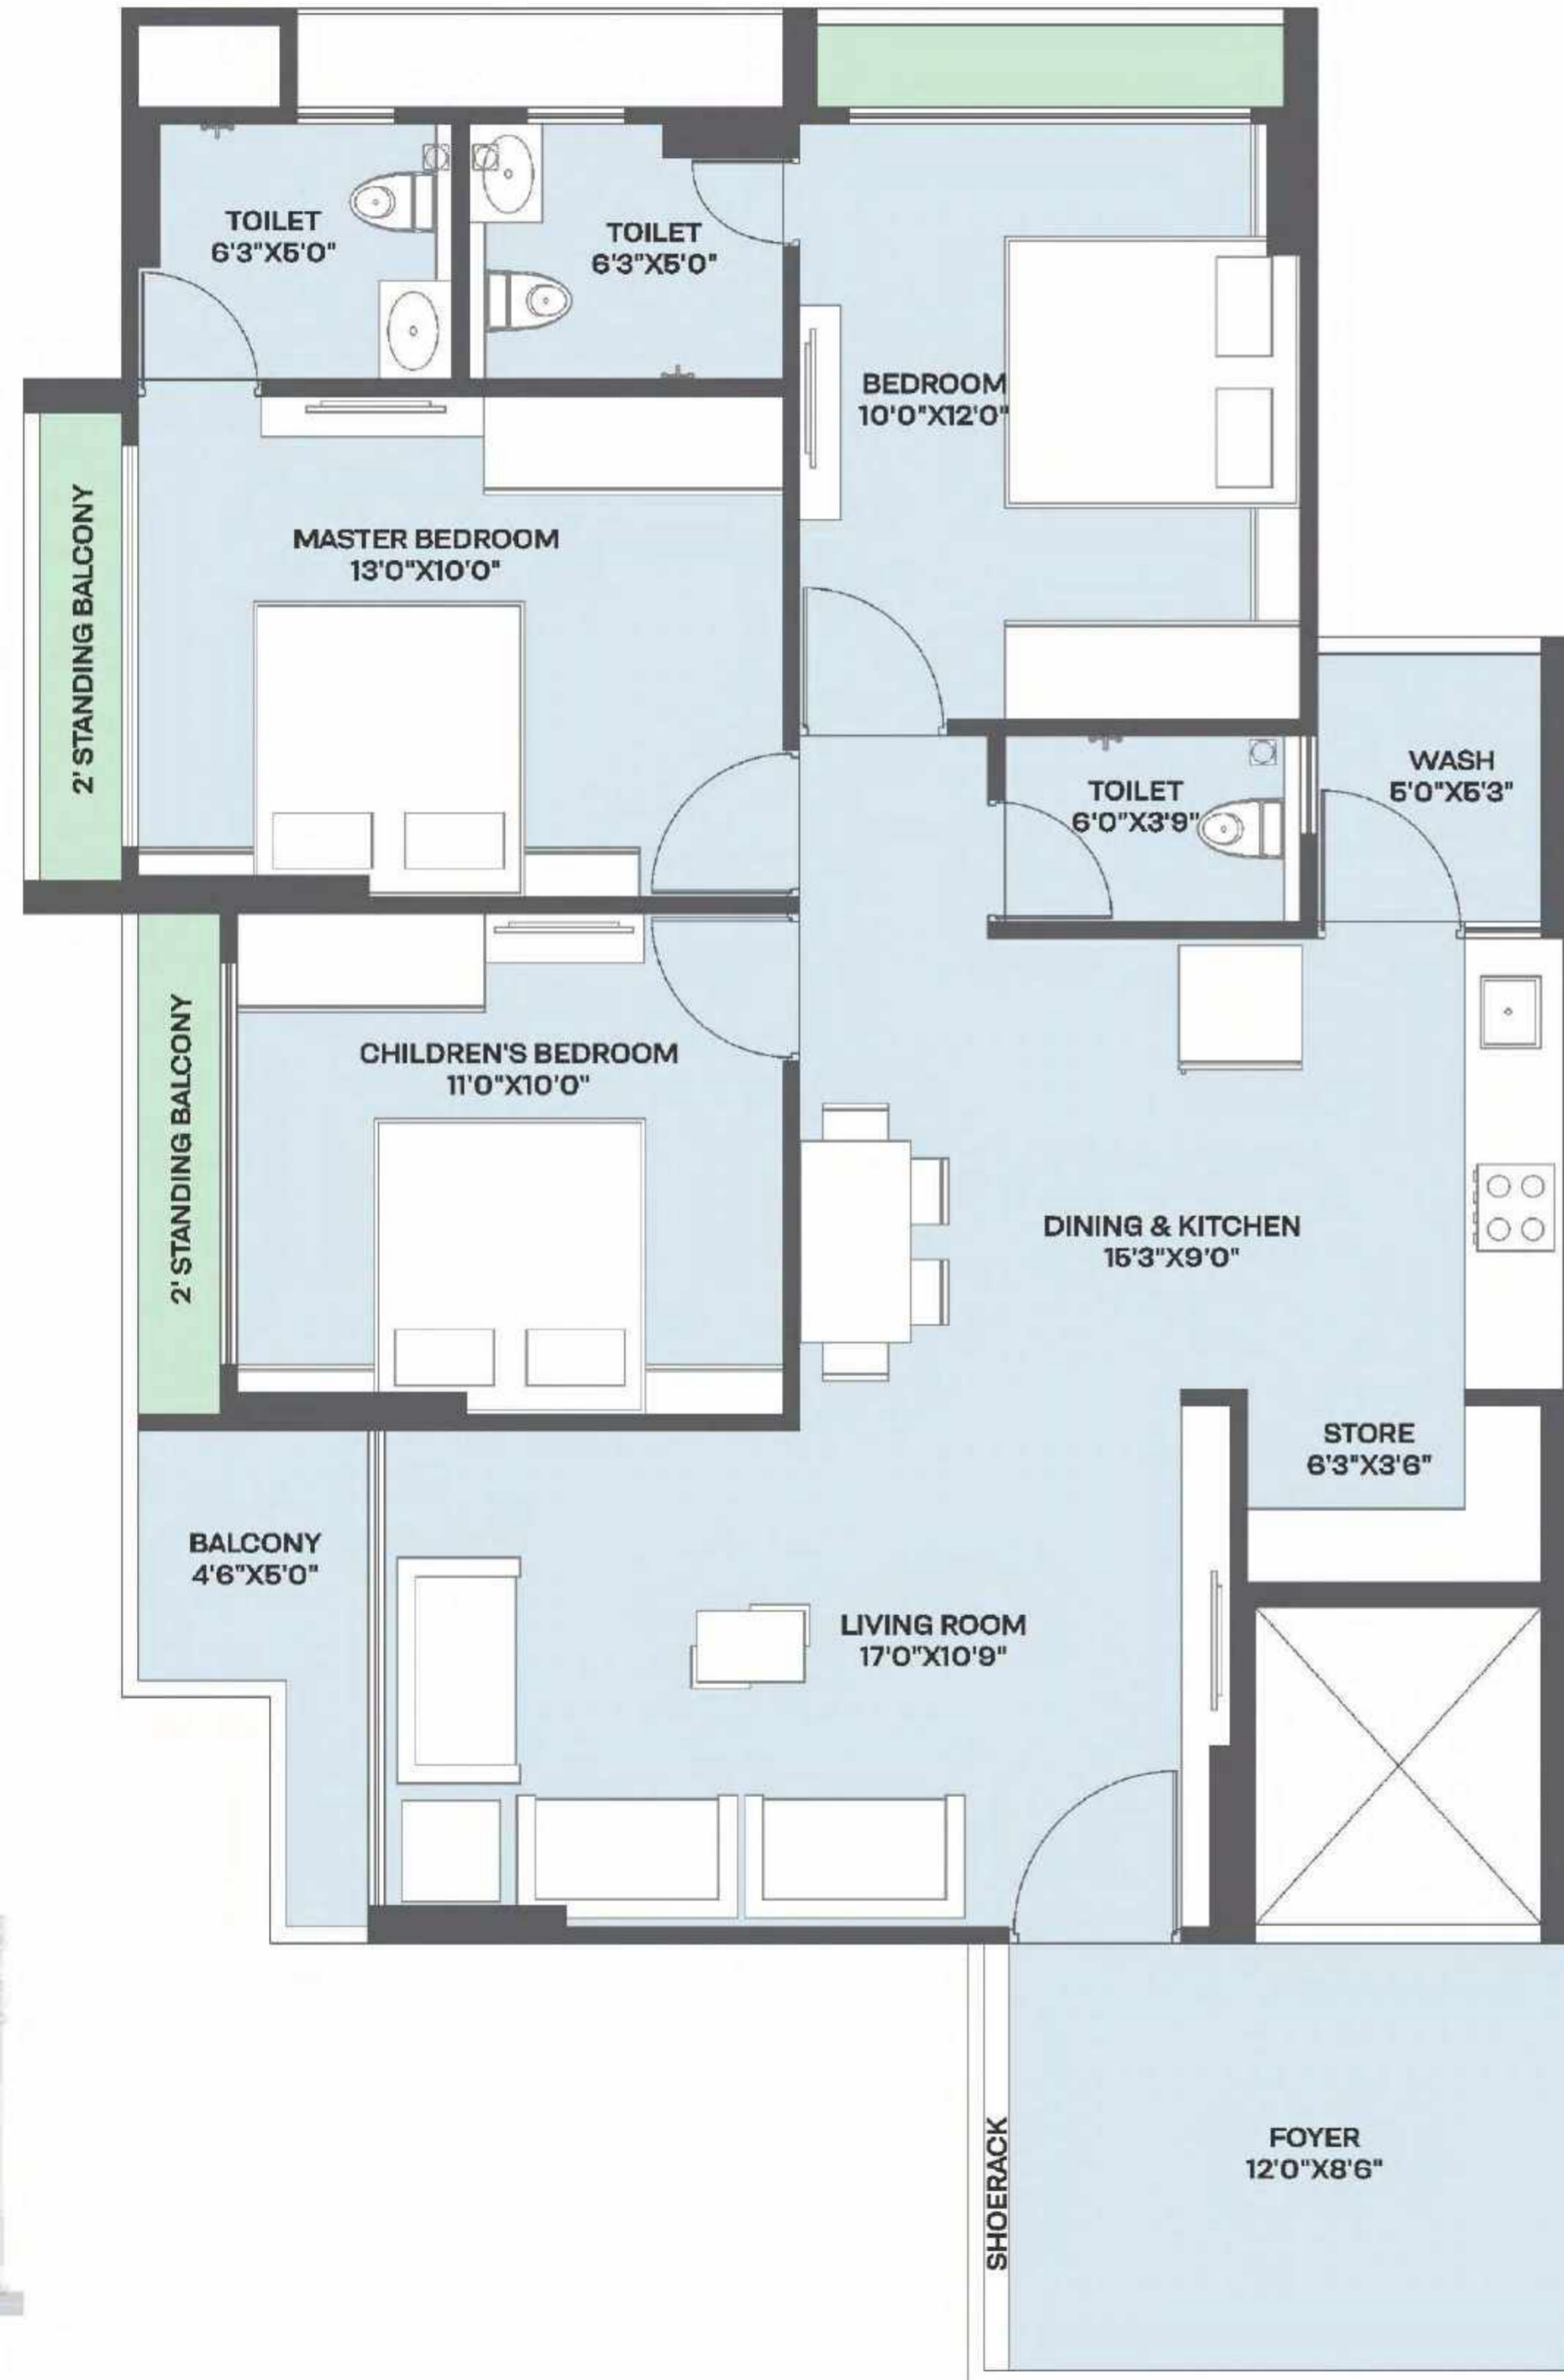 TOILET
6'3"X5'0"
TOILET
6'3"X5'0"
BEDROOM
10'0"X12'0"
2' STANDING BALCONY
MASTER BEDROOM
13'0"X10'0"
WASH
5'0"X5'3"
TOILET
6'0"X3'9"
2' STANDING BALCONY
CHILDREN'S BEDROOM
11'0"X10'0"
DINING & KITCHEN
15'3"X9'0"
STORE
6'3"X3'6"
BALCONY
4'6"X5'0"
LIVING ROOM
17'0"X10'9"
SHOERACK
FOYER
12'0"X8'6"